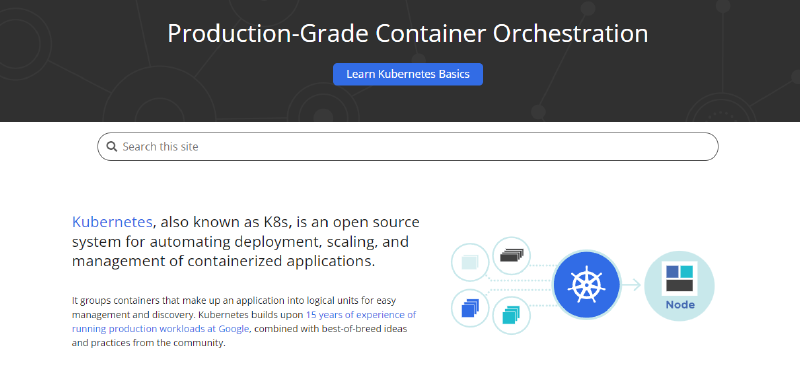 Production-Grade Container Orchestration
Learn Kubernetes Basics
Search this site
Kubernetes, also known as K8s, is an open source
system for automating deployment, scaling, and
management of containerized applications.
It groups containers that make up an application into logical units for easy
management and discovery. Kubernetes builds upon 15 years of experience of
running production workloads at Google, combined with best-of-breed ideas
and practices from the community.
Node